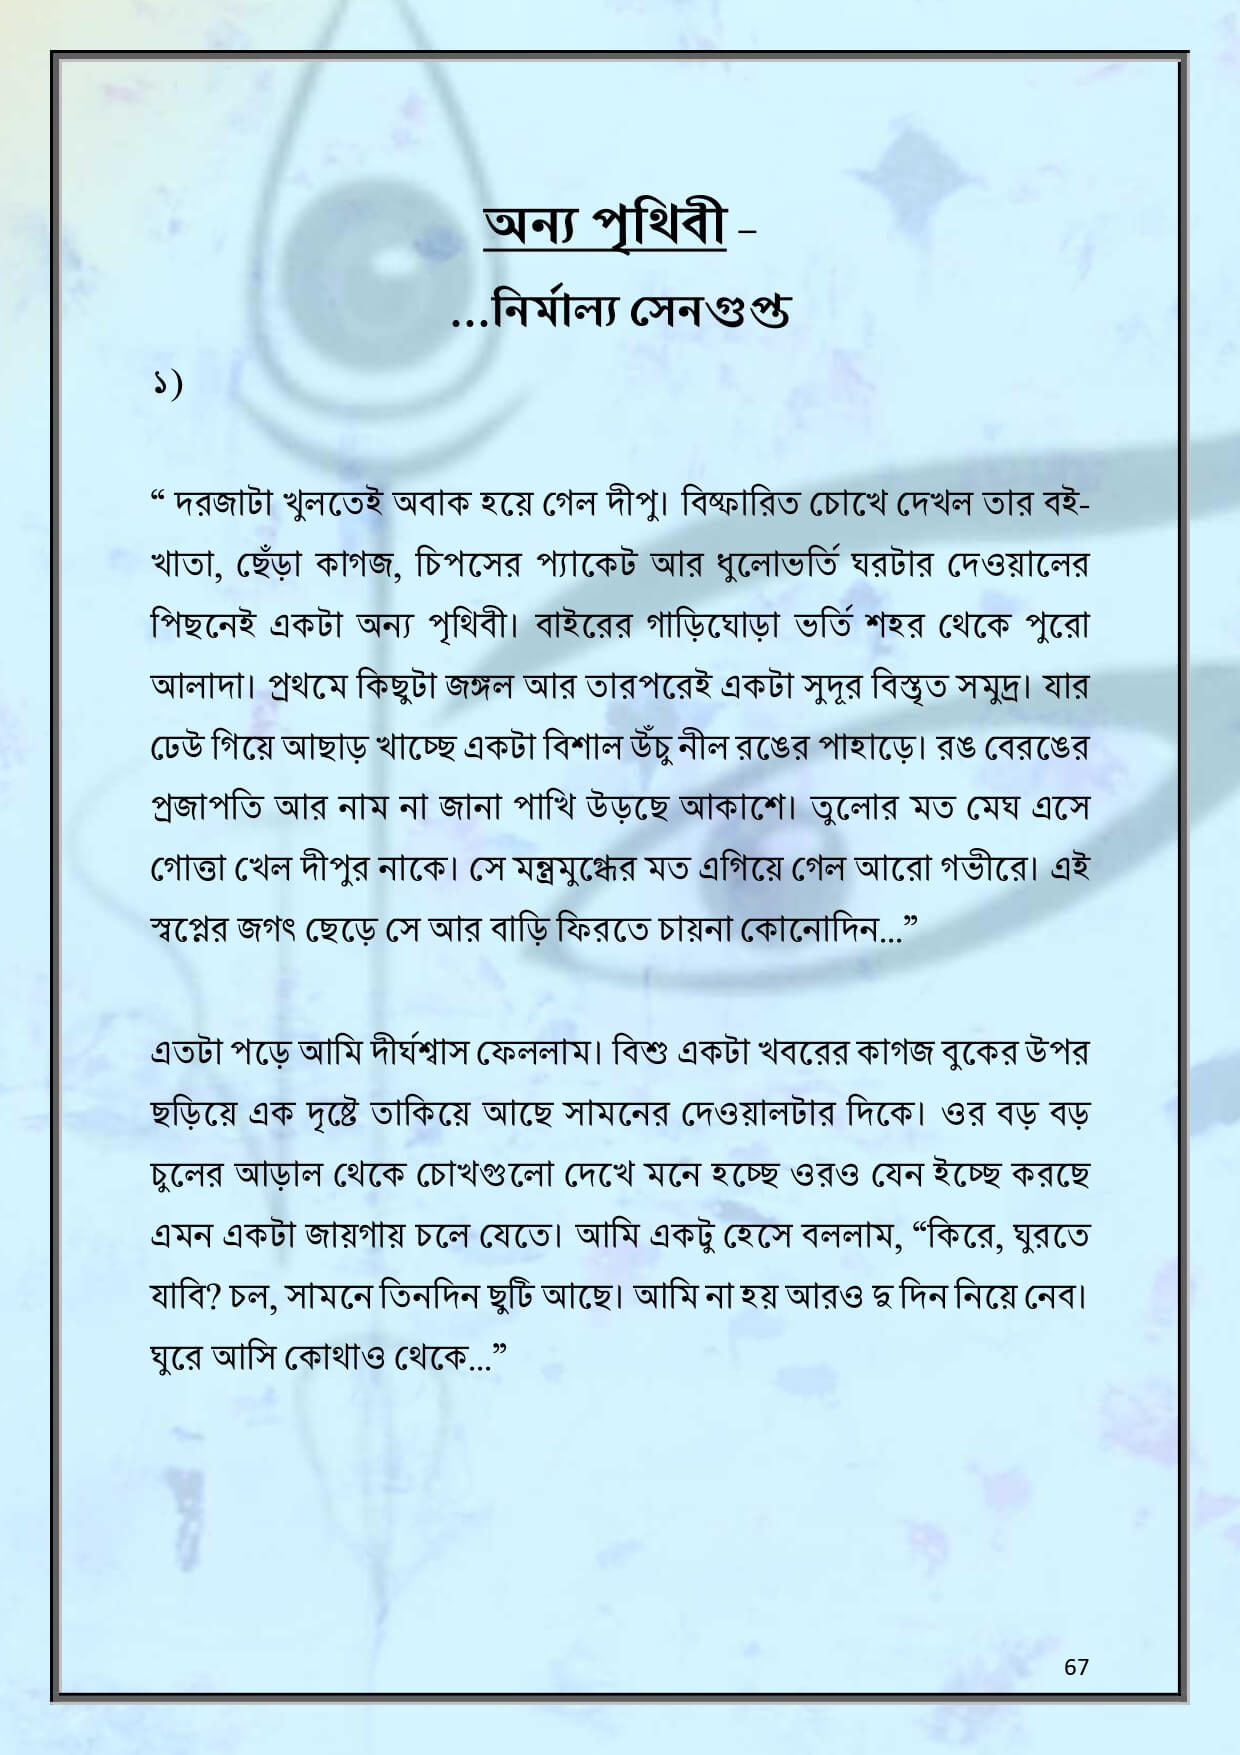 অন্য পৃথিবী –
...নির্মাল্য সেনগুপ্ত
১)
“ দরজাটা খুলতেই অবাক হয়ে গেল দীপু। বিষ্ফারিত চোখে দেখল তার বই-
খাতা, ছেঁড়া কাগজ, চিপসের প্যাকেট আর ধুলোভর্তি ঘরটার দেওয়ালের
পিছনেই একটা অন্য পৃথিবী। বাইরের গাড়িঘোড়া ভর্তি শহর থেকে পুরো
আলাদা। প্রথমে কিছুটা জঙ্গল আর তারপরেই একটা সুদূর বিস্তৃত সমুদ্র। যার
ঢেউ গিয়ে আছাড় খাচ্ছে একটা বিশাল উঁচু নীল রঙের পাহাড়ে। রঙ বেরঙের
প্রজাপতি আর নাম না জানা পাখি উড়ছে আকাশে। তুলোর মত মেঘ এসে
গোত্তা খেল দীপুর নাকে। সে মন্ত্রমুগ্ধের মত এগিয়ে গেল আরো গভীরে। এই
স্বপ্নের জগৎ ছেড়ে সে আর বাড়ি ফিরতে চায়না কোনোদিন...”
এতটা পড়ে আমি দীর্ঘশ্বাস ফেললাম। বিশু একটা খবরের কাগজ বুকের উপর
ছড়িয়ে এক দৃষ্টে তাকিয়ে আছে সামনের দেওয়ালটার দিকে। ওর বড় বড়
চুলের আড়াল থেকে চোখগুলো দেখে মনে হচ্ছে ওরও যেন ইচ্ছে করছে
এমন একটা জায়গায় চলে যেতে। আমি একটু হেসে বললাম, “কিরে, ঘুরতে
যাবি? চল, সামনে তিনদিন ছুটি আছে। আমি না হয় আরও দু দিন নিয়ে নেব।
ঘুরে আসি কোথাও থেকে...”
67